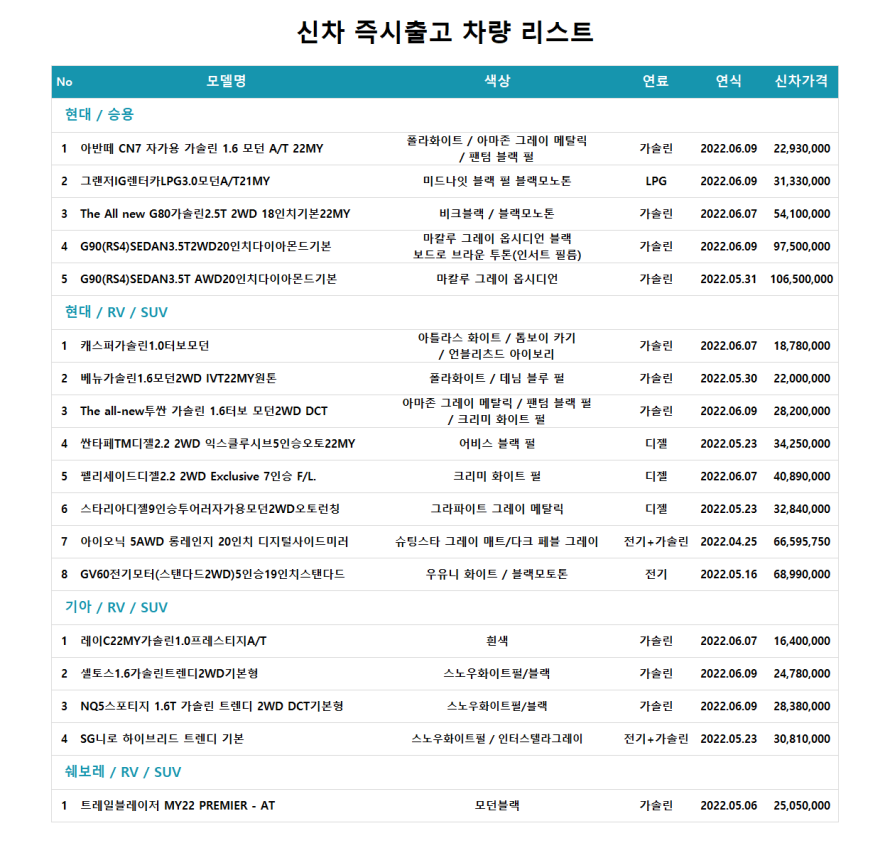 신차 즉시출고 차량 리스트
No 모델명 색상 연료 연식 신차가격
현대 / 승용
1 아반떼 CN7 자가용 가솔린 1.6 모던 A/T 22MY 폴라화이트 / 아마존 그레이 메탈릭 / 팬텀 블랙 펄 가솔린 2022.06.09 22,930,000
2 그랜저IG렌터카LPG3.0모던A/T21MY 미드나잇 블랙 펄 블랙모노톤 LPG 2022.06.09 31,330,000
3 The All new G80가솔린2.5T 2WD 18인치기본22MY 비크블랙 / 블랙모노톤 가솔린 2022.06.07 54,100,000
4 G90(RS4)SEDAN3.5T2WD20인치다이아몬드기본 마칼루 그레이 옵시디언 블랙 보드로 브라운 투톤(인서트 필름) 가솔린 2022.06.09 97,500,000
5 G90(RS4)SEDAN3.5T AWD20인치다이아몬드기본 마칼루 그레이 옵시디언 가솔린 2022.05.31 106,500,000
현대 / RV / SUV
1 캐스퍼가솔린1.0터보모던 아틀라스 화이트 / 톰보이 카기 / 언블리츠드 아이보리 가솔린 2022.06.07 18,780,000
2 베뉴가솔린1.6모던2WD IVT22MY원톤 폴라화이트 / 데님 블루 펄 가솔린 2022.05.30 22,000,000
3 The all-new투싼 가솔린 1.6터보 모던2WD DCT 아마존 그레이 메탈릭 / 팬텀 블랙 펄 / 크리미 화이트 펄 가솔린 2022.06.09 28,200,000
4 싼타페TM디젤2.2 2WD 익스클루시브5인승오토22MY 어비스 블랙 펄 디젤 2022.05.23 34,250,000
5 펠리세이드디젤2.2 2WD Exclusive 7인승 F/L. 크리미 화이트 펄 디젤 2022.06.07 40,890,000
6 스타리아디젤9인승투어러자가용모던2WD오토런칭 그라파이트 그레이 메탈릭 디젤 2022.05.23 32,840,000
7 아이오닉 5AWD 롱레인지 20인치 디지털사이드미러 슈팅스타 그레이 매트/다크 페블 그레이 전기+가솔린 2022.04.25 66,595,750
8 GV60전기모터(스탠다드2WD)5인승19인치스탠다드 우유니 화이트 / 블랙모토톤 전기 2022.05.16 68,990,000
기아 / RV / SUV
1 레이C22MY가솔린1.0프레스티지A/T 흰색 가솔린 2022.06.07 16,400,000
2 셀토스1.6가솔린트렌디2WD기본형 스노우화이트펄/블랙 가솔린 2022.06.09 24,780,000
3 NQ5스포티지 1.6T 가솔린 트렌디 2WD DCT기본형 스노우화이트펄/블랙 가솔린 2022.06.09 28,380,000
4 SG니로 하이브리드 트렌디 기본 스노우화이트펄 / 인터스텔라그레이 전기+가솔린 2022.05.23 30,810,000
쉐보레 / RV / SUV
1 트레일블레이저 MY22 PREMIER - AT 모던블랙 가솔린 2022.05.06 25,050,000